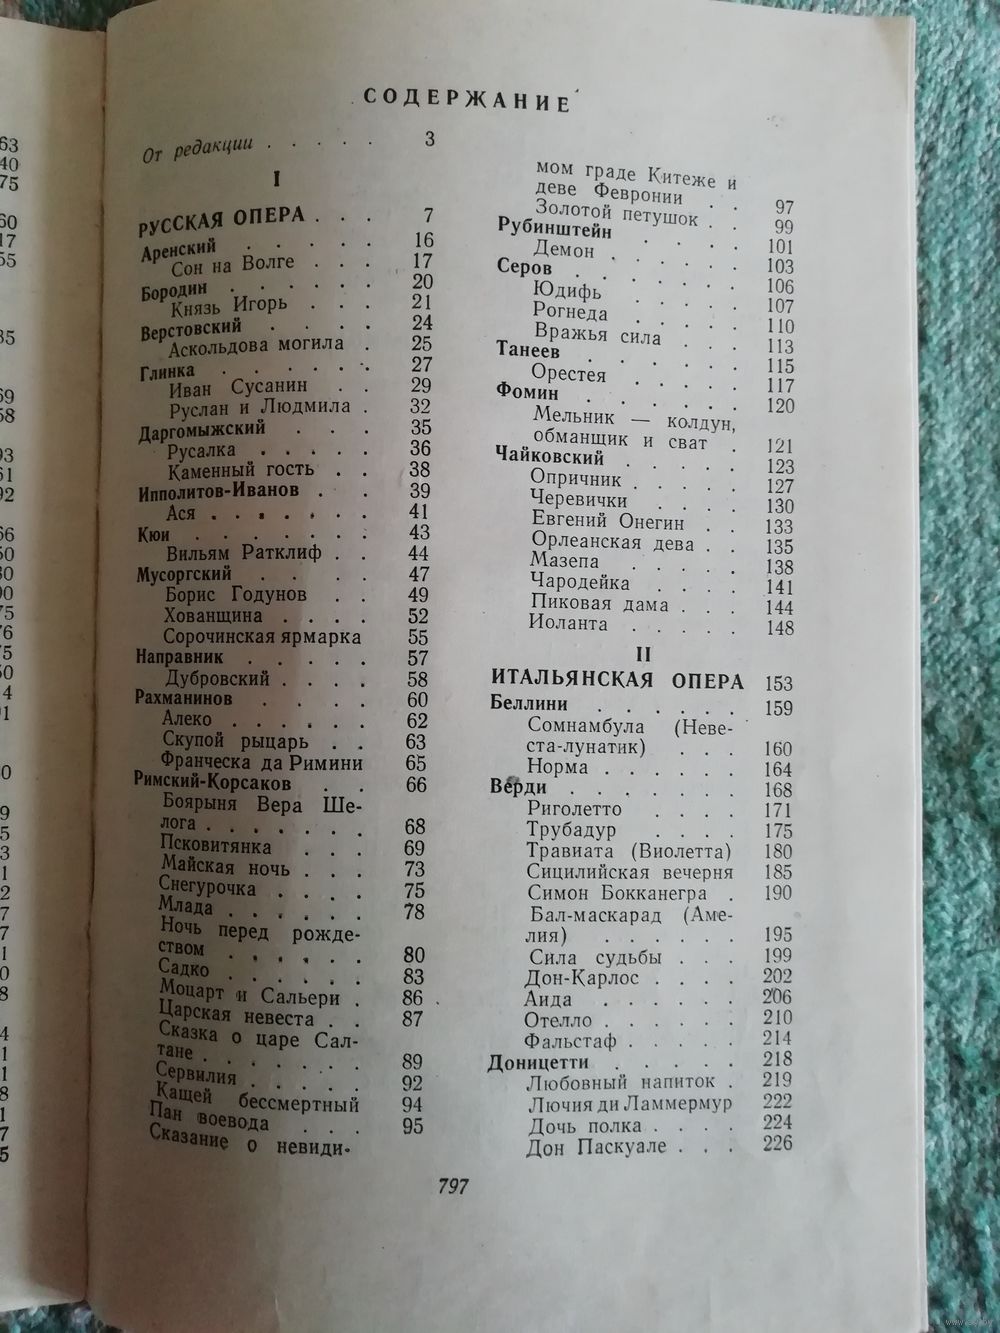 СОДЕРЖАНИЕ
От редакции . . . . . 3
I
РУССКАЯ ОПЕРА . . . 7
Аренский . . . . . 16
Сон на Волге . . . 17
Бородин . . . . . . 20
Князь Игорь . . . 21
Верстовский . . . . 24
Аскольдова могила . 25
Глинка . . . . . . 27
Иван Сусанин . . 29
Руслан и Людмила . 32
Даргомыжский . . . 35
Русалка . . . . . 36
Каменный гость . . 38
Ипполитов-Иванов . . 39
Ася . . . . . . . 41
Кюи . . . . . . . 43
Вильям Ратклиф . . 44
Мусоргский . . . . 47
Борис Годунов . . 49
Хованщина . . . . 52
Сорочинская ярмарка 55
Направник . . . . . 57
Дубровский . . . . 58
Рахманинов . . . . 60
Алеко . . . . . . 62
Скупой рыцарь . . 63
Франческа да Римини 65
Римский-Корсаков . . 66
Боярыня Вера Ше-
лога . . . . . . . 68
Псковитянка . . . 69
Майская ночь . . . 73
Снегурочка . . . . 75
Млада . . . . . . 78
Ночь перед рожде-
ством . . . . . . 80
Садко . . . . . . 83
Моцарт и Сальери . 86
Царская невеста . . 87
Сказка о царе Сал-
тане . . . . . . . 89
Сервилия . . . . . 92
Кащей бессмертный 94
Пан воевода . . . 95
Сказание о невиди-
мом граде Китеже и
деве Февронии . . 97
Золотой петушок . . 99
Рубинштейн . . . . 101
Демон . . . . . . 103
Серов . . . . . . . 106
Юдифь . . . . . 107
Рогнеда . . . . . 110
Вражья сила . . . 113
Танеев . . . . . . 115
Орестея . . . . . 117
Фомин . . . . . . 120
Мельник — колдун,
обманщик и сват . 121
Чайковский . . . . . 123
Опричник . . . . . 127
Черевички . . . . 130
Евгений Онегин . . 133
Орлеанская дева . . 135
Мазепа . . . . . 138
Чародейка . . . . 141
Пиковая дама . . . 144
Иоланта . . . . . 148
II
ИТАЛЬЯНСКАЯ ОПЕРА 153
Беллини . . . . . . 159
Сомнамбула (Неве-
ста-лунатик) . . . 160
Норма . . . . . . 164
Верди . . . . . . . 168
Риголетто . . . . 171
Трубадур . . . . 175
Травиата (Виолетта) 180
Сицилийская вечерня 185
Симон Бокканегра . 190
Бал-маскарад (Аме-
лия) . . . . . . 195
Сила судьбы . . . 199
Дон-Карлос . . . . 202
Аида . . . . . . 206
Отелло . . . . . . 210
Фальстаф . . . . . 214
Доницетти . . . . . 218
Любовный напиток . 219
Лючия ди Ламмермур 222
Дочь полка . . . . 224
Дон Паскуале . . . 226
797